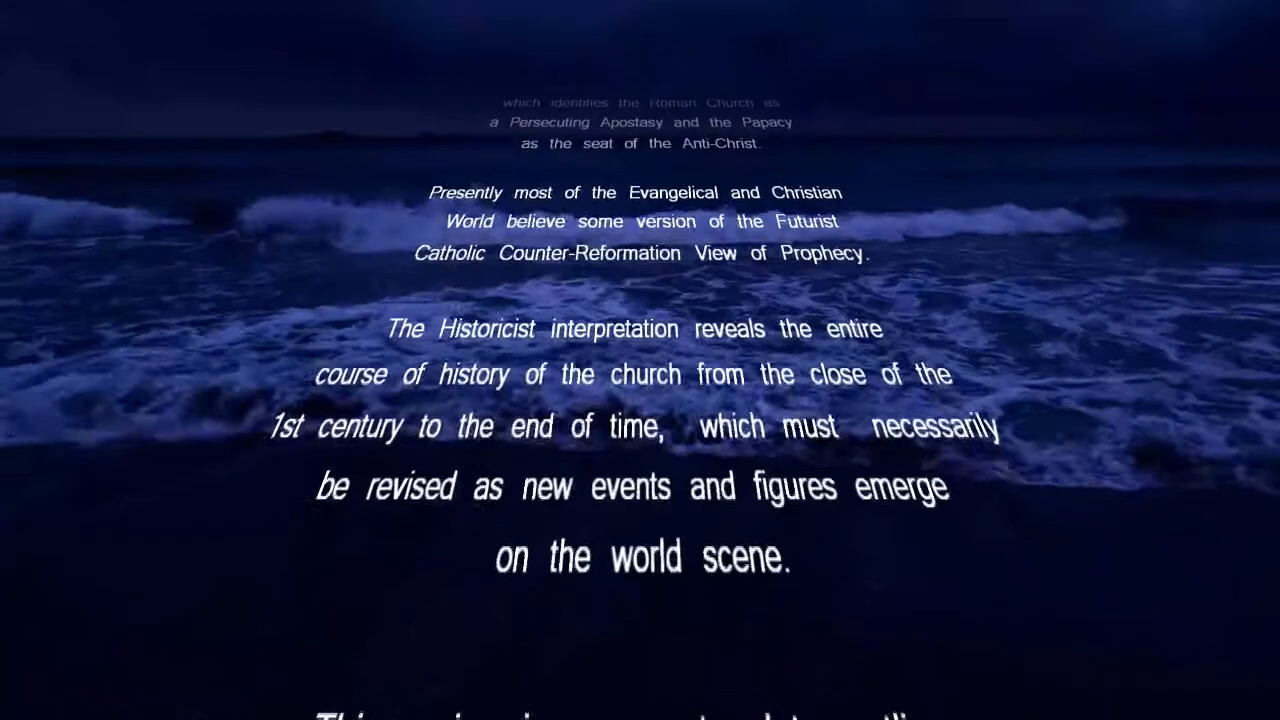 which identifies the Roman Church as
a Persecuting Apostasy and the Papacy
as the seat of the Anti-Christ.
Presently most of the Evangelical and Christian
World believe some version of the Futurist
Catholic Counter-Reformation View of Prophecy.
The Historicist interpretation reveals the entire
course of history of the church from the close of the
1st century to the end of time, which must necessarily
be revised as new events and figures emerge
on the world scene.